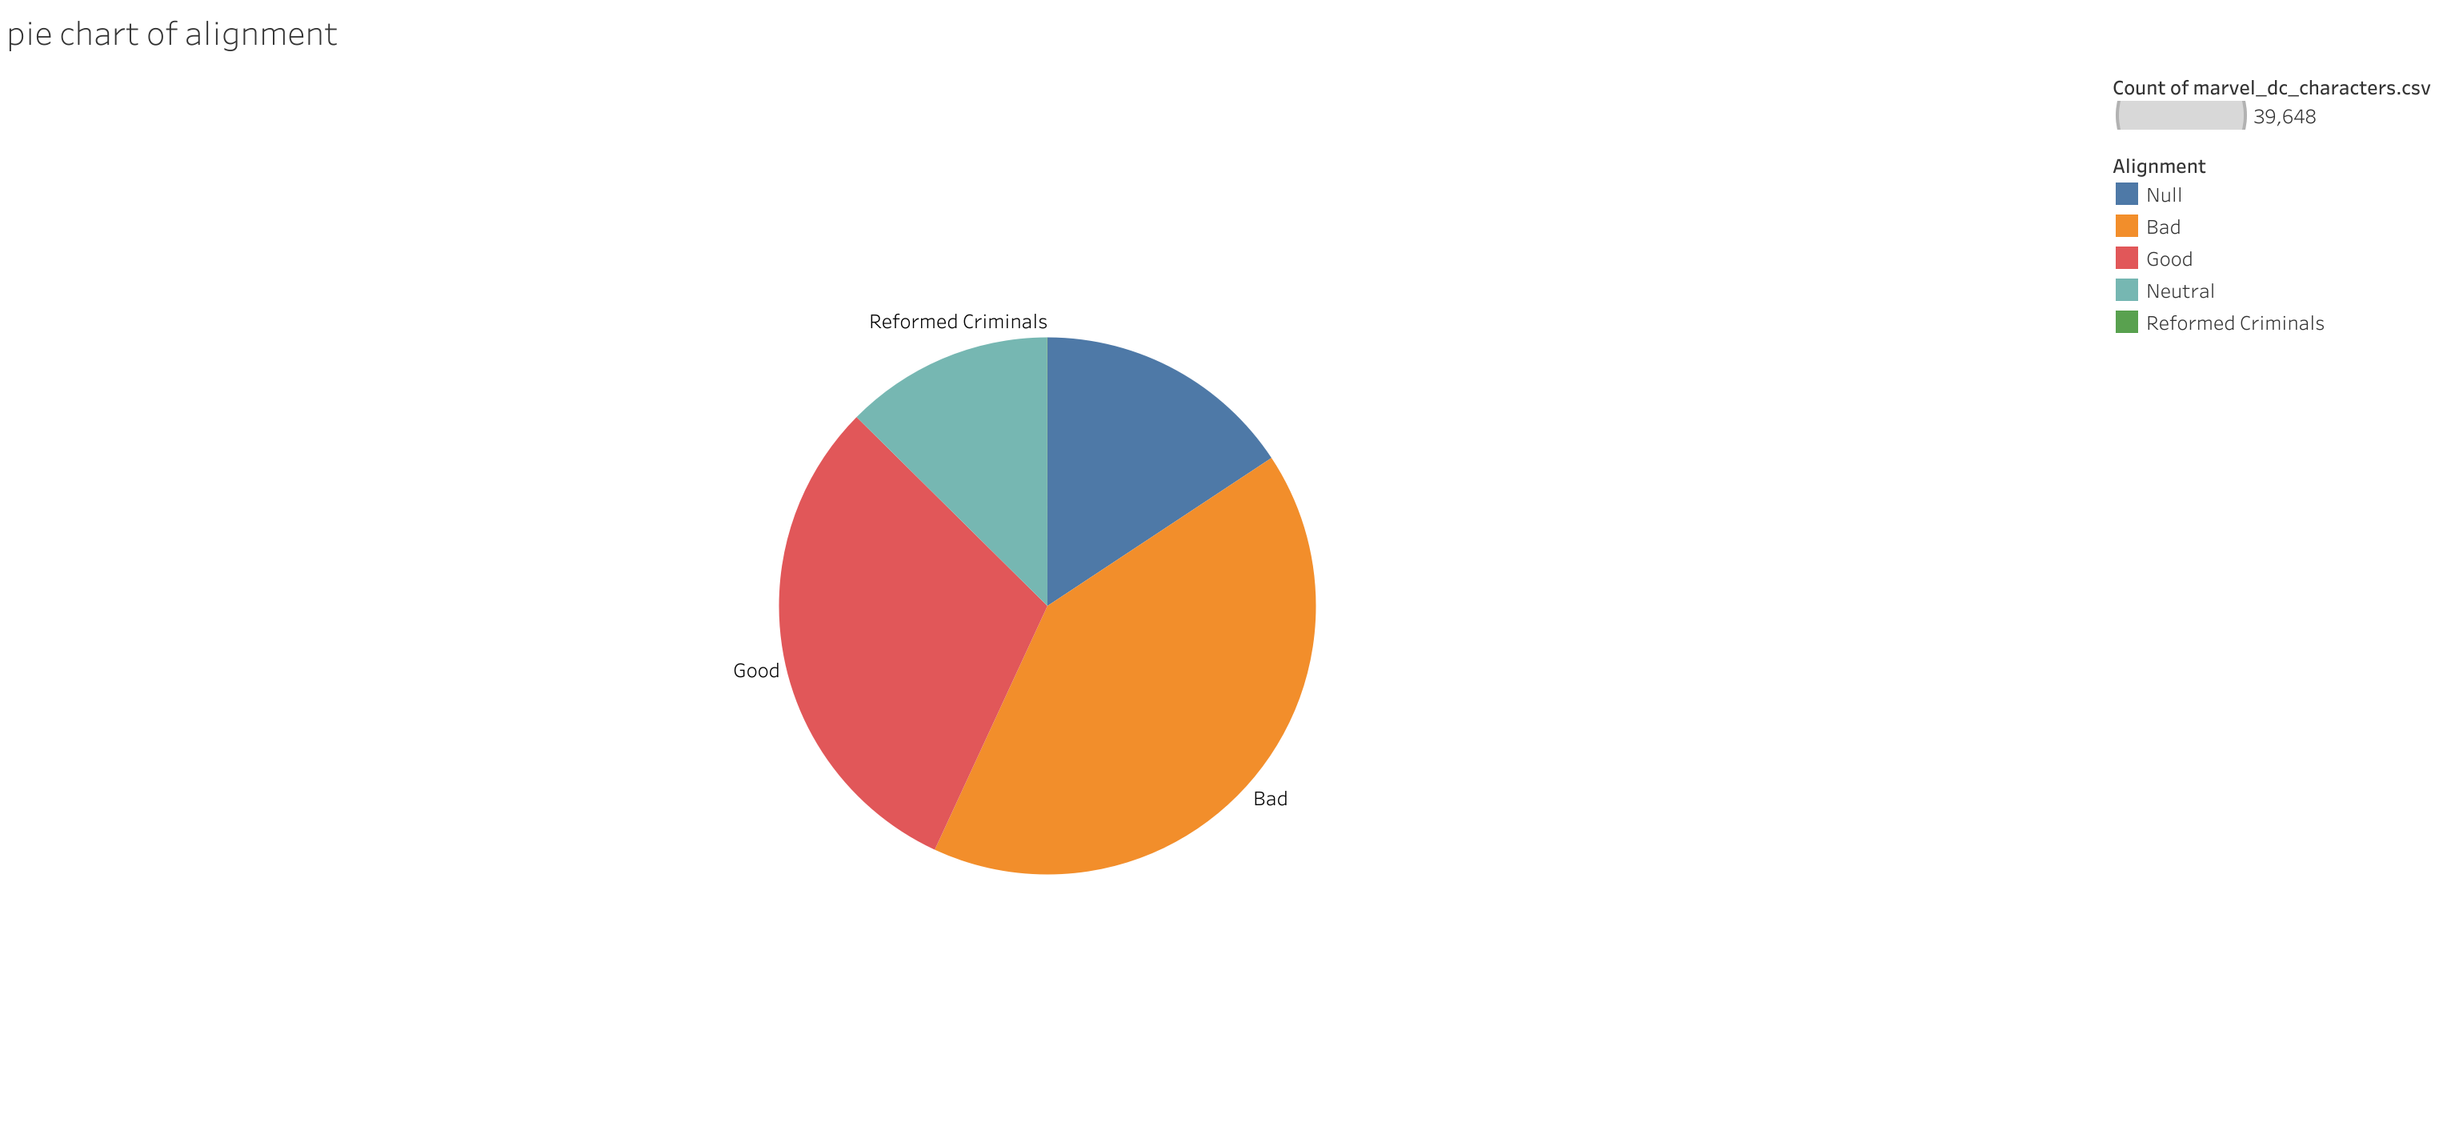 pie chart of alignment
Count of marvel_dc_characters.csv
39,648
Alignment
Null
Bad
Good
Neutral
Reformed Criminals
Reformed Criminals
Good
Bad